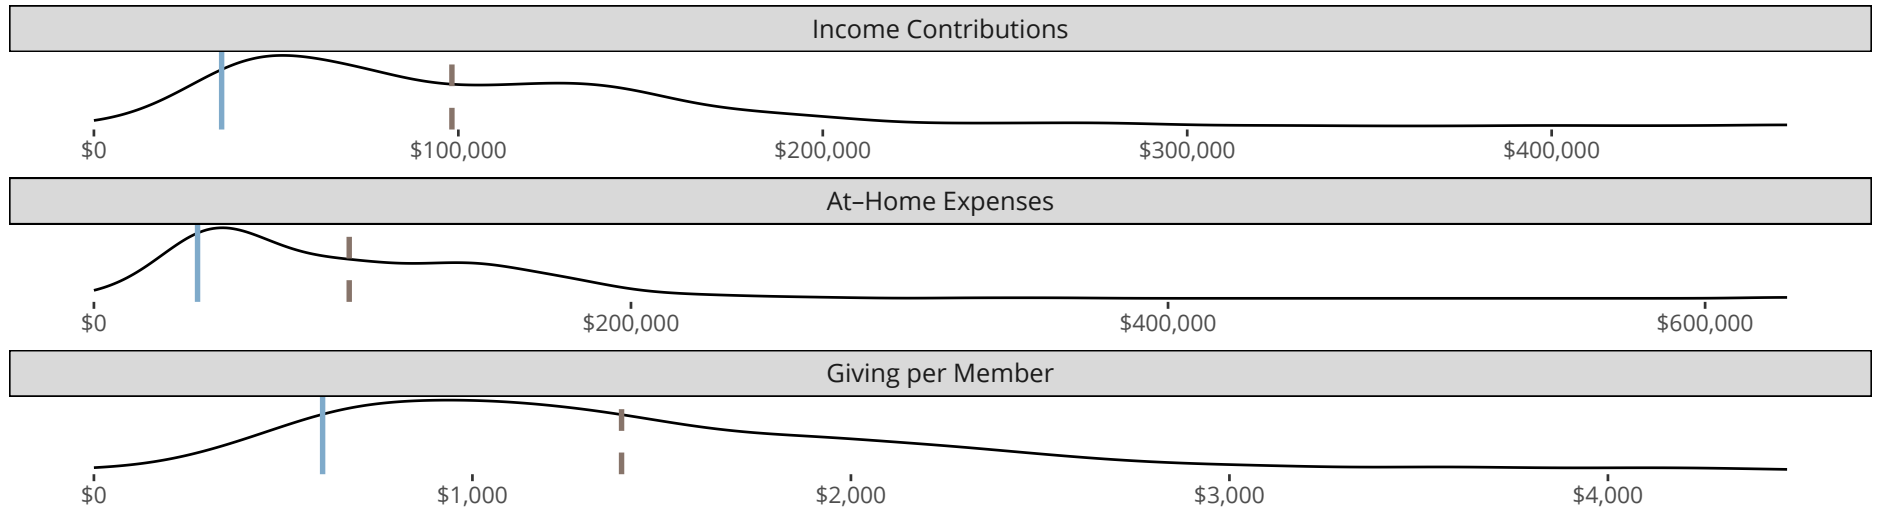 Income Contributions
$0 $100,000 $200,000 $300,000 $400,000
At–Home Expenses
$0 $200,000 $400,000 $600,000
Giving per Member
$0 $1,000 $2,000 $3,000 $4,000